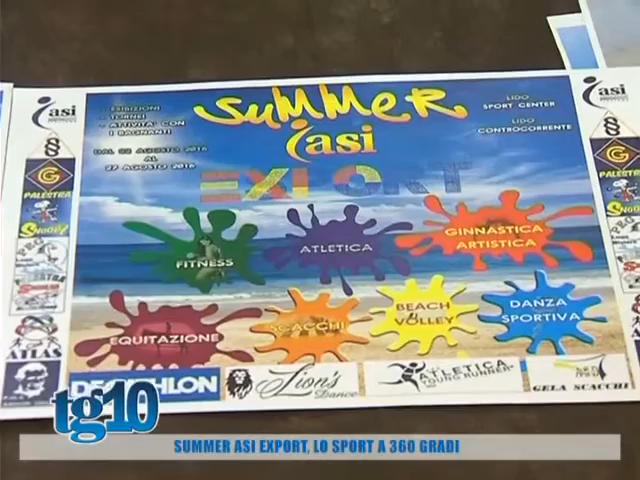 asi
SUMMER
asi
EXPORT
ESIBIZIONI
TORNEI
ATTIVITA' CON
I BAGNANTI
DAL 02 AGOSTO 2016
AL
27 AGOSTO 2016
LIDO
SPORT CENTER
LIDO
CONTROCORRENTE
asi
G
PALESTRA
SNOOPY
ATLAS
G
PALESTRA
FITNESS
ATLETICA
GINNASTICA
ARTISTICA
EQUITAZIONE
SCACCHI
BEACH
VOLLEY
DANZA
SPORTIVA
DECATHLON
Lion's
Dance
ATLETICA
YOUNG RUNNER
GELA SCACCHI
tg10
SUMMER ASI EXPORT, LO SPORT A 360 GRADI